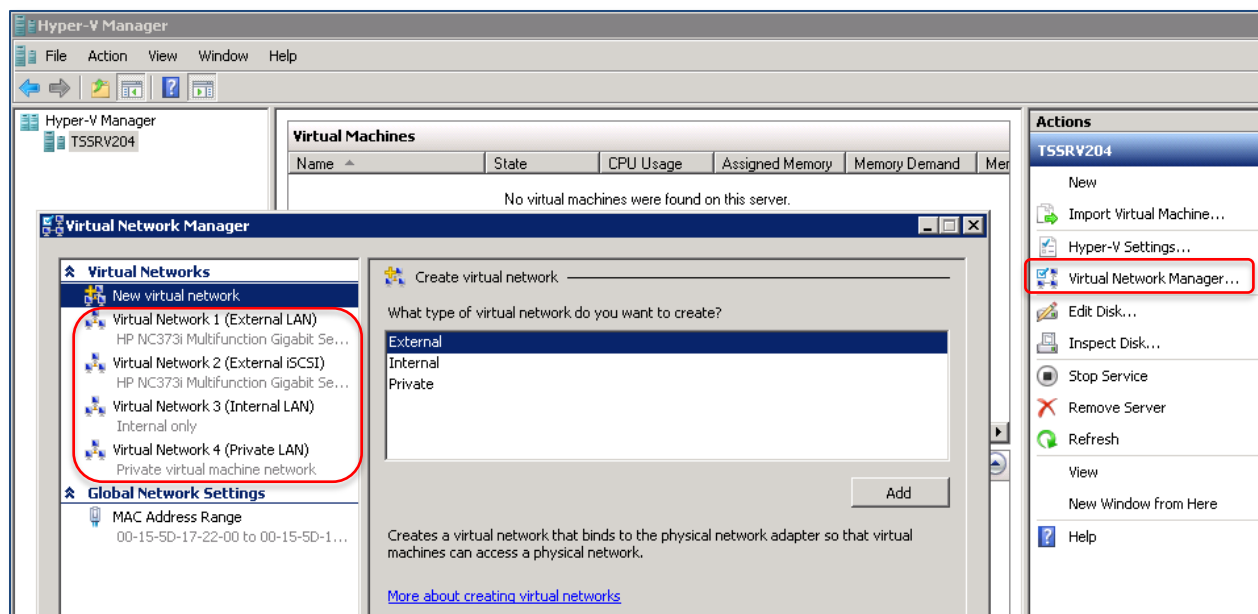 Hyper-V Manager
File Action View Window Help
Hyper-V Manager
TSSRV204
Virtual Machines
Name State CPU Usage Assigned Memory Memory Demand Mer
No virtual machines were found on this server.
Actions
TSSRV204
New
Import Virtual Machine...
Hyper-V Settings...
Virtual Network Manager...
Edit Disk...
Inspect Disk...
Stop Service
Remove Server
Refresh
View
New Window from Here
Help
Virtual Network Manager
Virtual Networks
New virtual network
Virtual Network 1 (External LAN)
HP NC373i Multifunction Gigabit Se...
Virtual Network 2 (External iSCSI)
HP NC373i Multifunction Gigabit Se...
Virtual Network 3 (Internal LAN)
Internal only
Virtual Network 4 (Private LAN)
Private virtual machine network
Global Network Settings
MAC Address Range
00-15-5D-17-22-00 to 00-15-5D-1...
Create virtual network
What type of virtual network do you want to create?
External
Internal
Private
Add
Creates a virtual network that binds to the physical network adapter so that virtual
machines can access a physical network.
More about creating virtual networks